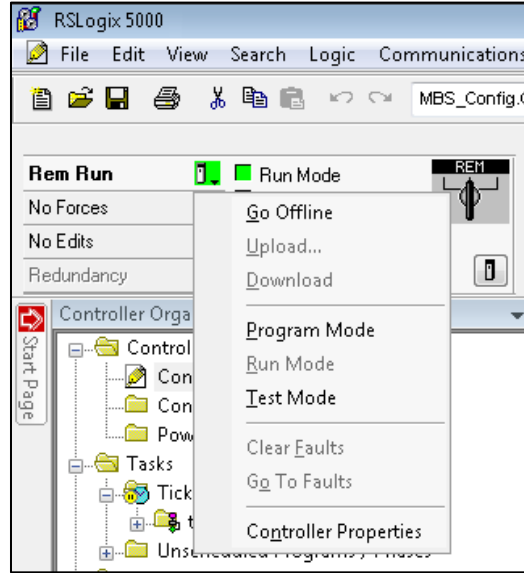 RSLogix 5000
File Edit View Search Logic Communications
MBS_Config.
Rem Run Run Mode REM
No Forces
No Edits
Redundancy
Go Offline
Upload...
Download
Program Mode
Run Mode
Test Mode
Clear Faults
Go To Faults
Controller Properties
Start Page
Controller Orga
Control
Con
Con
Pow
Tasks
Tick
t
Unscheduled Programs / Phases